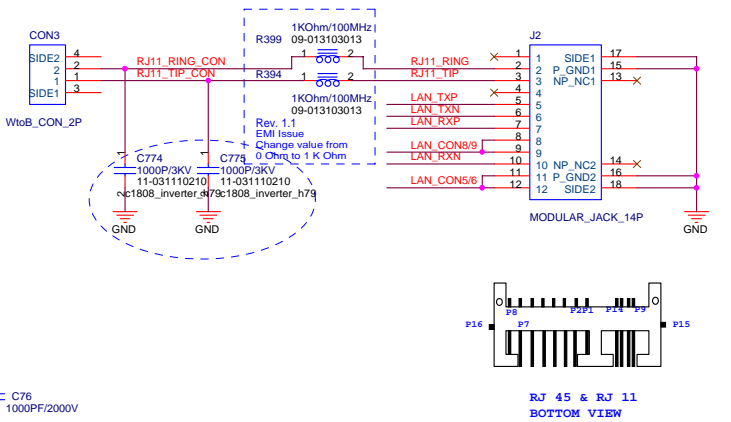 CON3
SIDE2 4
2 2
1 1
SIDE1 3
WtoB_CON_2P
RJ11_RING_CON
RJ11_TIP_CON
1KOhm/100MHz
R399 09-013103013
1 2
R394 1 2
1KOhm/100MHz
09-013103013
Rev. 1.1
EMI Issue
Change value from
0 Ohm to 1 K Ohm
1
C774
1000P/3KV
11-031110210
2
c1808_inverter_h79
GND
1
C775
1000P/3KV
11-031110210
c1808_inverter_h79
GND
J2
RJ11_RING
RJ11_TIP
LAN_TXP
LAN_TXN
LAN_RXP
LAN_CON8/9
LAN_RXN
LAN_CON5/6
1 1 SIDE1 17
2 2 P_GND1 15
3 3 NP_NC1 13
4 4
5 5
6 6
7 7
8 8
9 9
10 10 NP_NC2 14
11 11 P_GND2 16
12 12 SIDE2 18
MODULAR_JACK_14P
GND
P8 P2P1 P14 P9
P16 P7 P15
RJ 45 & RJ 11
BOTTOM VIEW
C76
1000PF/2000V